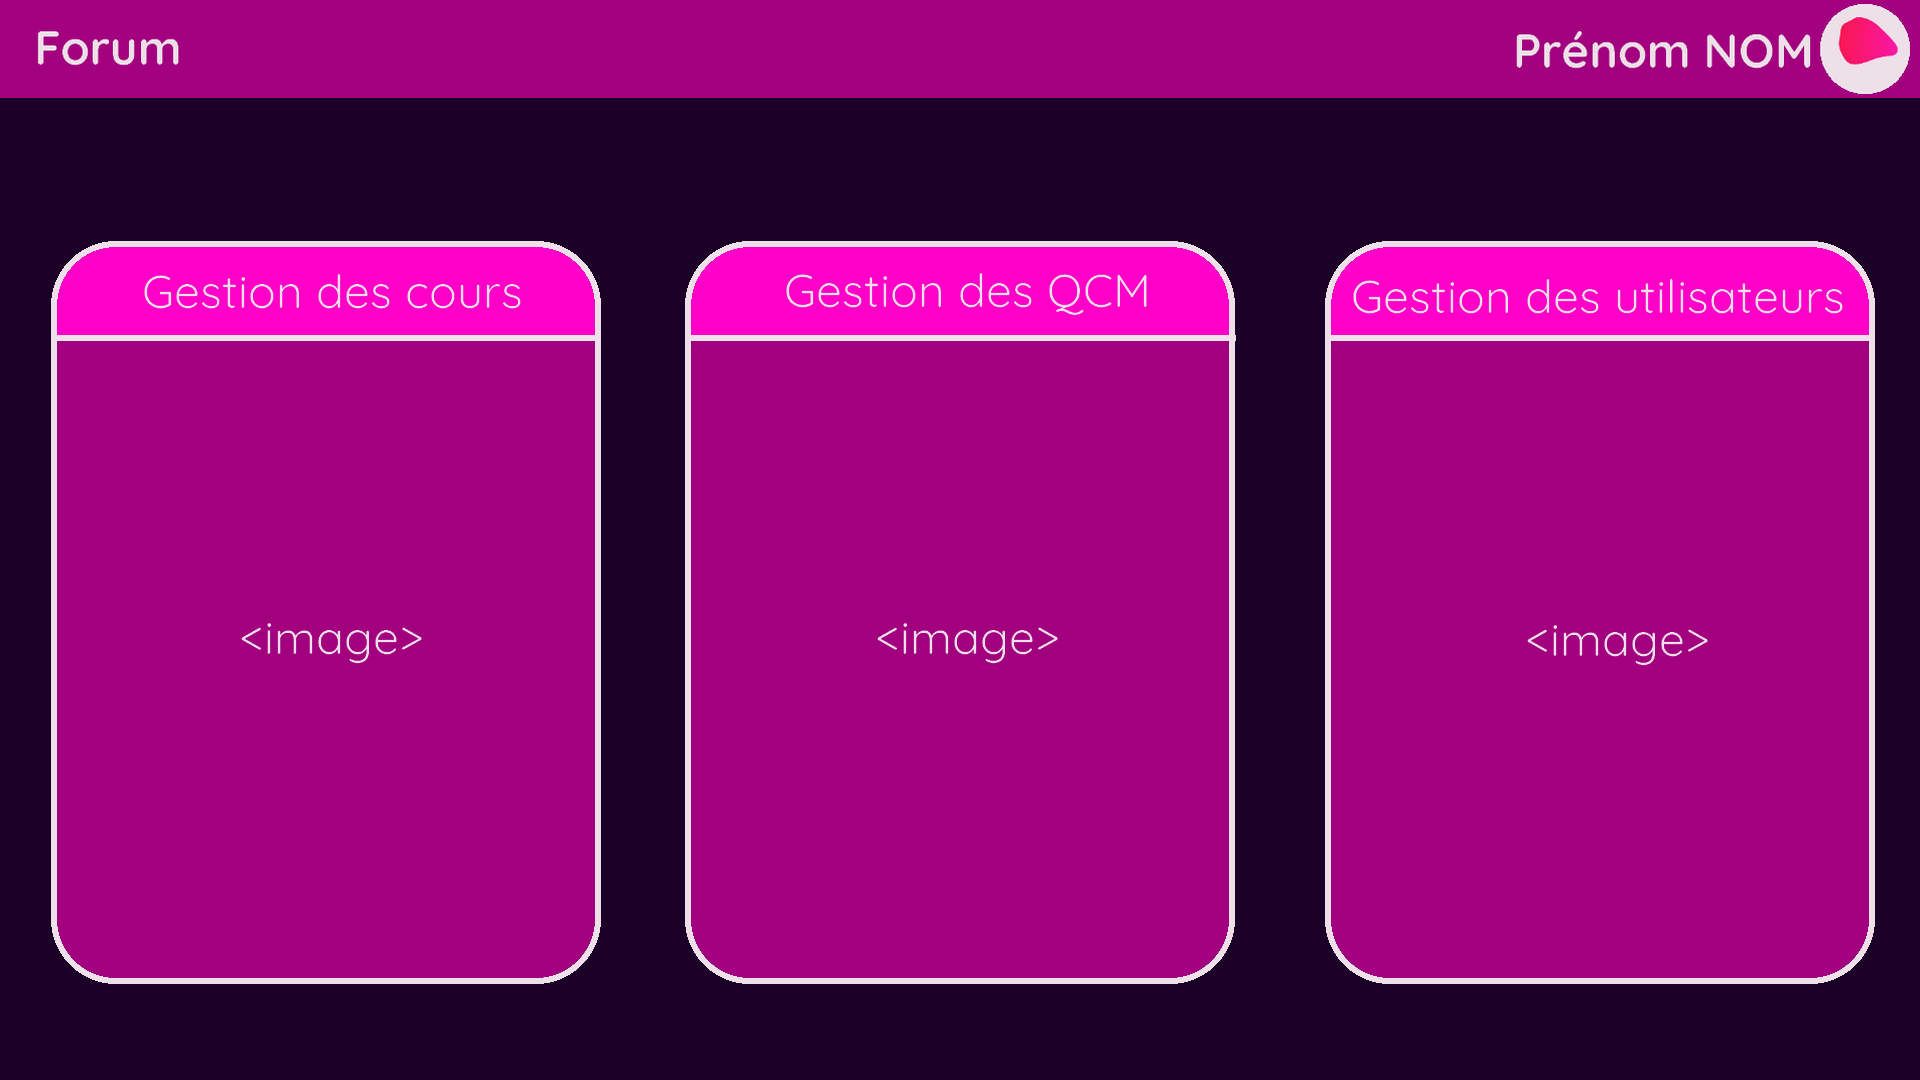 Forum
Prénom NOM
Gestion des cours
Gestion des QCM
Gestion des utilisateurs
<image>
<image>
<image>